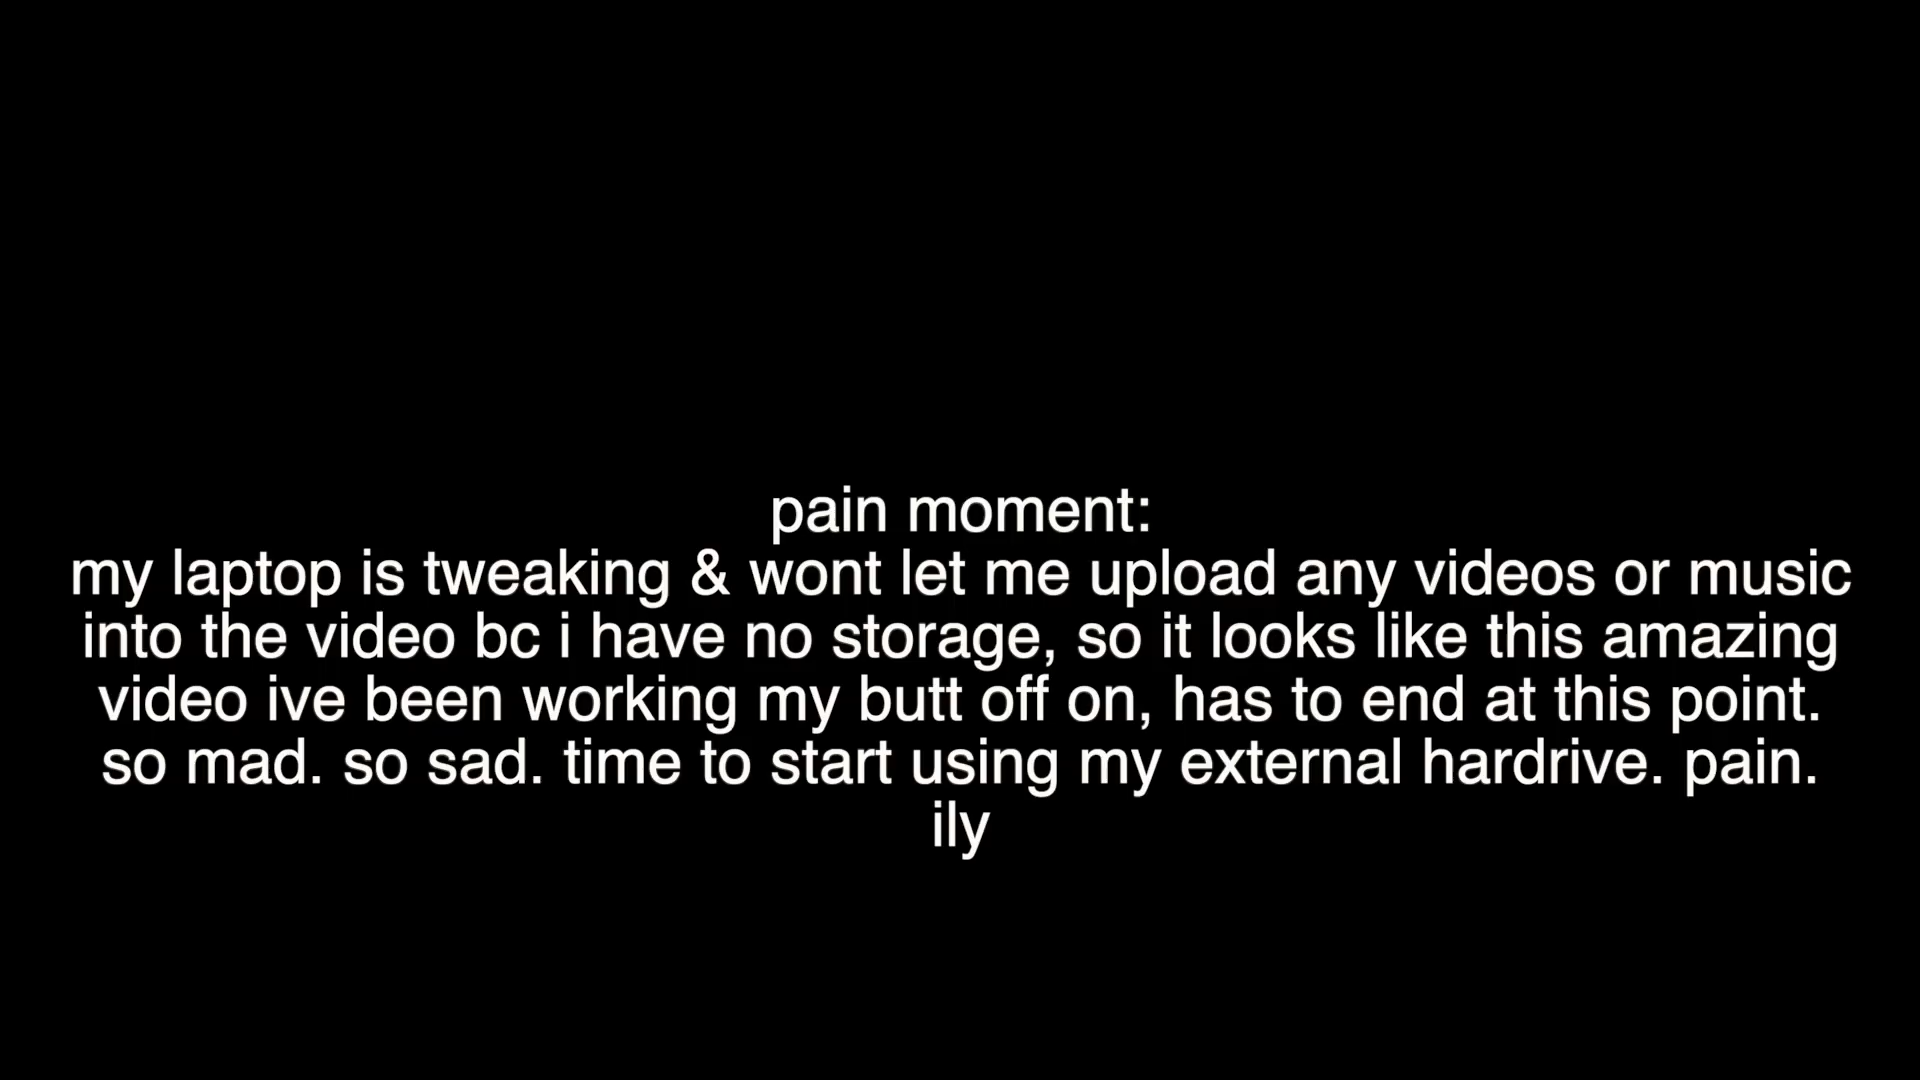 pain moment:
my laptop is tweaking & wont let me upload any videos or music
into the video bc i have no storage, so it looks like this amazing
video ive been working my butt off on, has to end at this point.
so mad. so sad. time to start using my external hardrive. pain.
ily